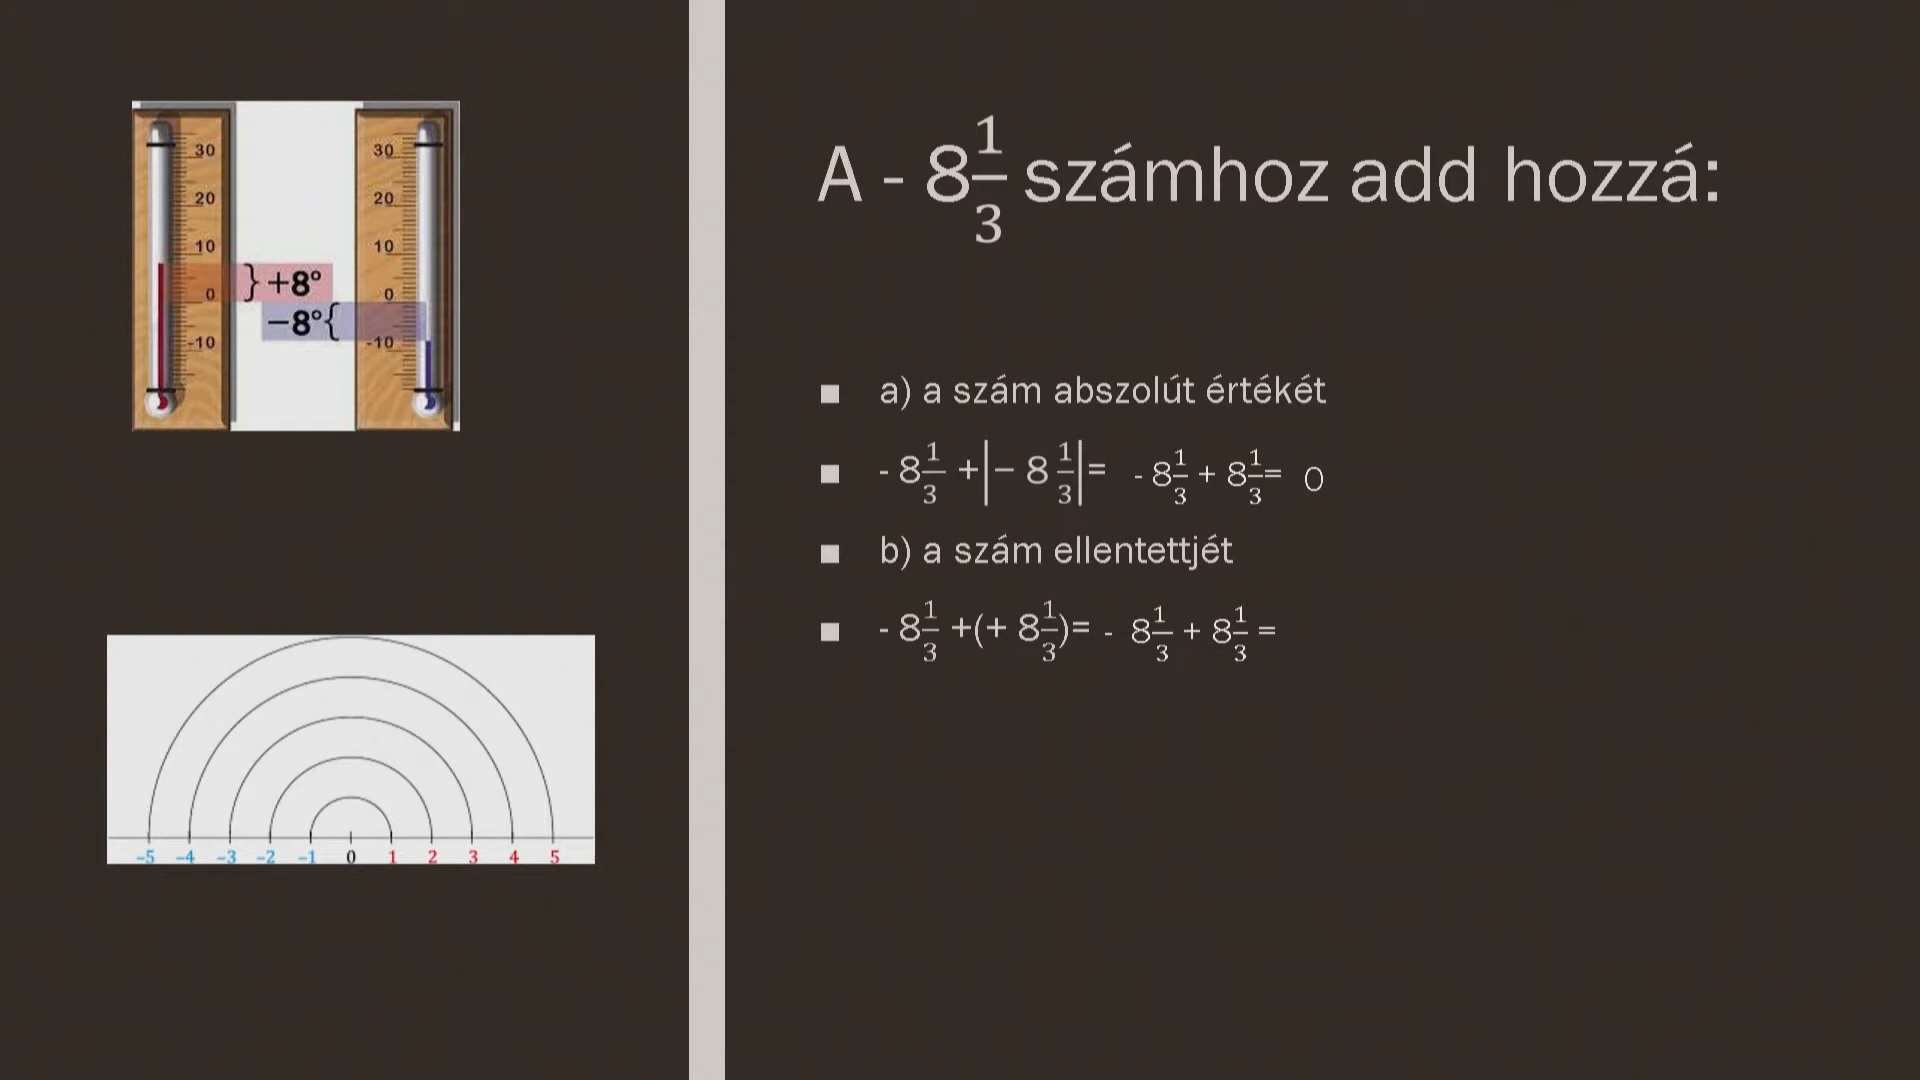 30 30
20 20
10 10
} +8°
0 0
−8° {
-10 -10
-5 -4 -3 -2 -1 0 1 2 3 4 5
A - 8 1/3 számhoz add hozzá:
■ a) a szám abszolút értékét
■ - 8 1/3 +|− 8 1/3|= - 8 1/3 + 8 1/3= 0
■ b) a szám ellentettjét
■ - 8 1/3 +(+ 8 1/3)= - 8 1/3 + 8 1/3 =